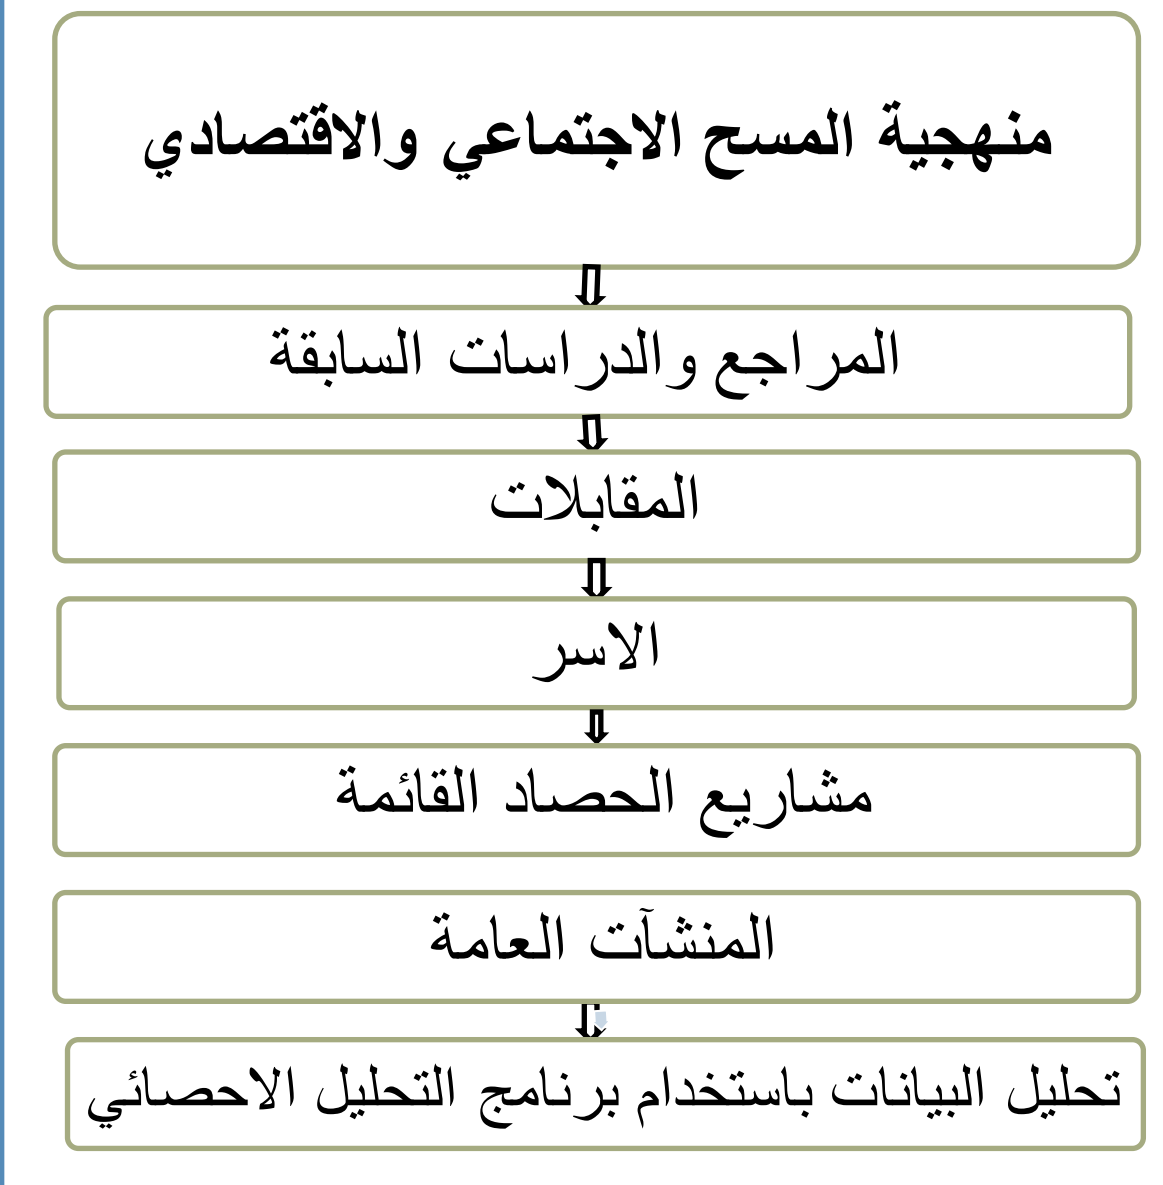 منهجية المسح الاجتماعي والاقتصادي
المراجع والدراسات السابقة
المقابلات
الاسر
مشاريع الحصاد القائمة
المنشآت العامة
تحليل البيانات باستخدام برنامج التحليل الاحصائي